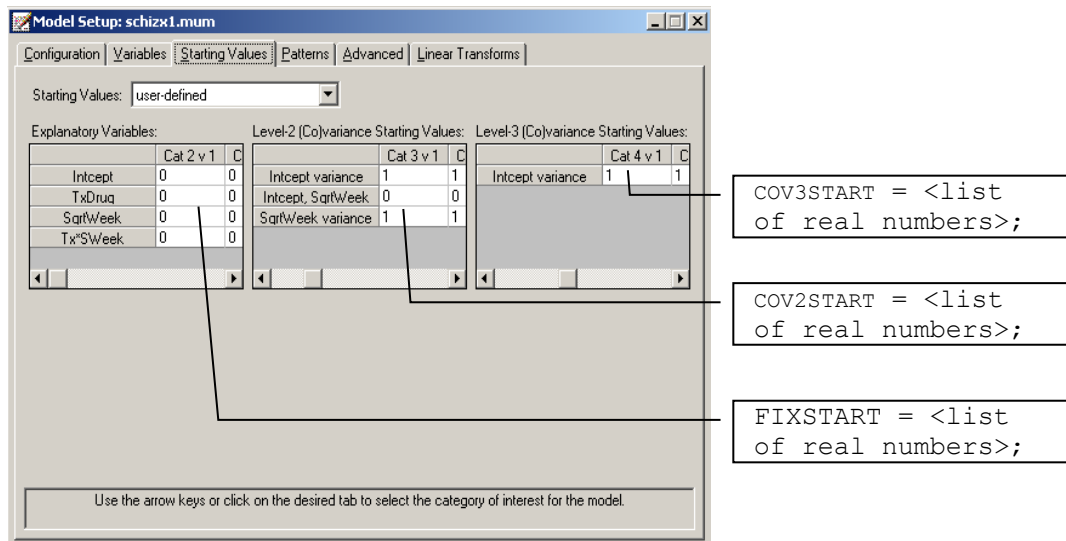 Model Setup: schizx1.mum
Configuration Variables Starting Values Patterns Advanced Linear Transforms
Starting Values: user-defined
Explanatory Variables:
Cat 2 v 1 C
Intcept 0 0
TxDrug 0 0
SqrtWeek 0 0
Tx*SWeek 0 0
Level-2 (Co)variance Starting Values:
Cat 3 v 1 C
Intcept variance 1 1
Intcept, SqrtWeek 0 0
SqrtWeek variance 1 1
Level-3 (Co)variance Starting Values:
Cat 4 v 1 C
Intcept variance 1 1
COV3START = <list
of real numbers>;
COV2START = <list
of real numbers>;
FIXSTART = <list
of real numbers>;
Use the arrow keys or click on the desired tab to select the category of interest for the model.